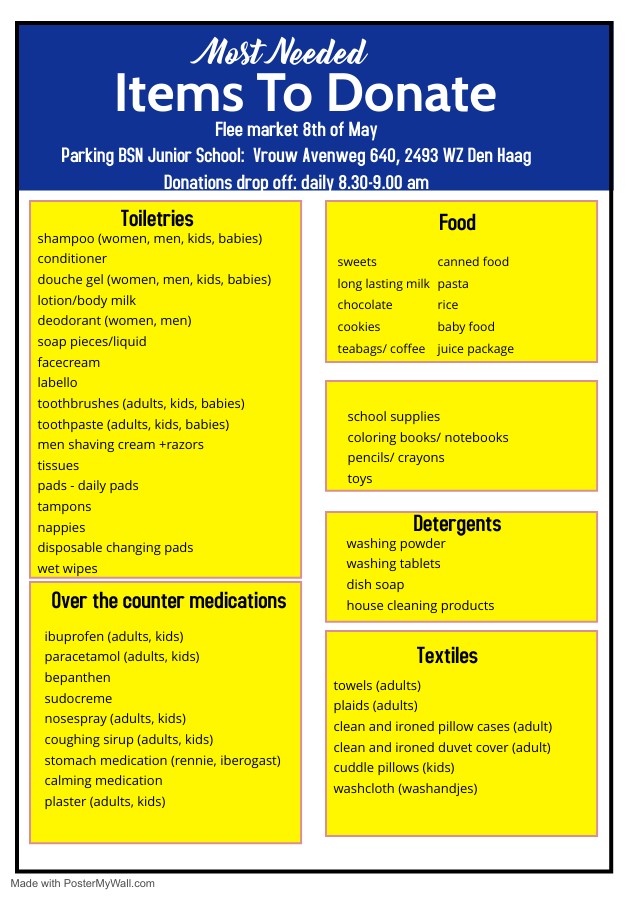 Most Needed
Items To Donate
Flee market 8th of May
Parking BSN Junior School: Vrouw Avenweg 640, 2493 WZ Den Haag
Donations drop off: daily 8.30-9.00 am
Toiletries
shampoo (women, men, kids, babies)
conditioner
douche gel (women, men, kids, babies)
lotion/body milk
deodorant (women, men)
soap pieces/liquid
facecream
labello
toothbrushes (adults, kids, babies)
toothpaste (adults, kids, babies)
men shaving cream +razors
tissues
pads - daily pads
tampons
nappies
disposable changing pads
wet wipes
Over the counter medications
ibuprofen (adults, kids)
paracetamol (adults, kids)
bepanthen
sudocreme
nosespray (adults, kids)
coughing sirup (adults, kids)
stomach medication (rennie, iberogast)
calming medication
plaster (adults, kids)
Food
sweets
long lasting milk
chocolate
cookies
teabags/ coffee
canned food
pasta
rice
baby food
juice package
school supplies
coloring books/ notebooks
pencils/ crayons
toys
Detergents
washing powder
washing tablets
dish soap
house cleaning products
Textiles
towels (adults)
plaids (adults)
clean and ironed pillow cases (adult)
clean and ironed duvet cover (adult)
cuddle pillows (kids)
washcloth (washandjes)
Made with PosterMyWall.com